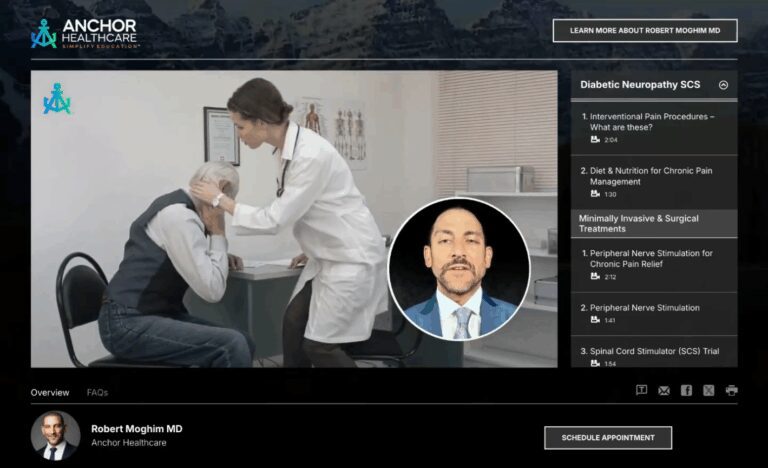 ANCHOR
HEALTHCARE
SIMPLIFY EDUCATION™
LEARN MORE ABOUT ROBERT MOGHIM MD
Diabetic Neuropathy SCS
1. Interventional Pain Procedures –
What are these?
2:04
2. Diet & Nutrition for Chronic Pain
Management
1:30
Minimally Invasive & Surgical
Treatments
1. Peripheral Nerve Stimulation for
Chronic Pain Relief
2:12
2. Peripheral Nerve Stimulation
1:41
3. Spinal Cord Stimulator (SCS) Trial
1:54
Overview FAQs
Robert Moghim MD
Anchor Healthcare
SCHEDULE APPOINTMENT